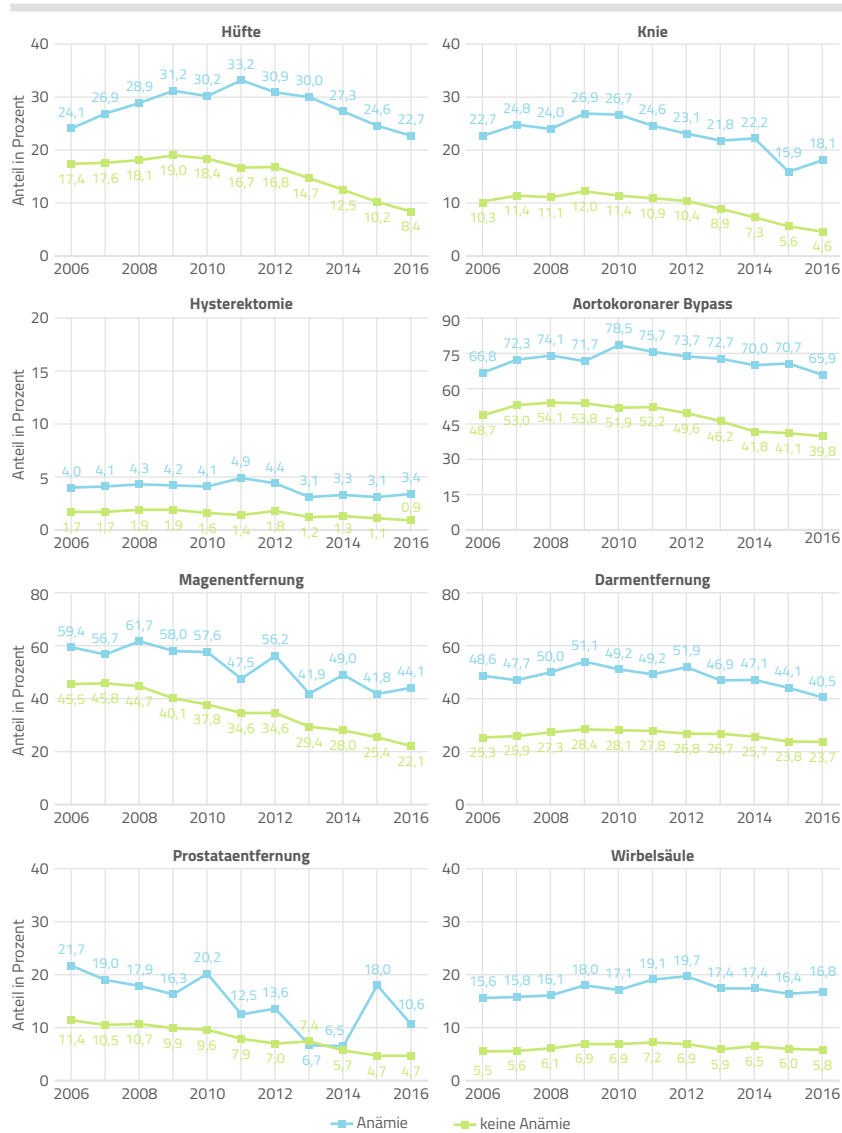 Hüfte
Anteil in Prozent
40
30
20
10
0
24,1 26,9 28,9 31,2 30,2 33,2 30,9 30,0 27,3 24,6 22,7
17,4 17,6 18,1 19,0 18,4 16,7 16,8 14,7 12,5 10,2 8,4
2006 2008 2010 2012 2014 2016
Knie
40
30
20
10
0
22,7 24,8 24,0 26,9 26,7 24,6 23,1 21,8 22,2 15,9 18,1
10,3 11,4 11,1 12,0 11,4 10,9 10,4 8,9 7,3 5,6 4,6
2006 2008 2010 2012 2014 2016
Hysterektomie
Anteil in Prozent
20
15
10
5
0
4,0 4,1 4,3 4,2 4,1 4,9 4,4 3,1 3,3 3,1 3,4
1,7 1,7 1,9 1,9 1,6 1,4 1,8 1,2 1,3 1,1 0,9
2006 2008 2010 2012 2014 2016
Aortokoronarer Bypass
90
75
60
45
30
15
0
66,8 72,3 74,1 71,7 78,5 75,7 73,7 72,7 70,0 70,7 65,9
48,7 53,0 54,1 53,8 51,9 52,2 49,6 46,2 41,8 41,1 39,8
2006 2008 2010 2012 2014 2016
Magenentfernung
Anteil in Prozent
80
60
40
20
0
59,4 56,7 61,7 58,0 57,6 47,5 56,2 41,9 49,0 41,8 44,1
45,5 45,8 44,7 40,1 37,8 34,6 34,6 29,4 28,0 25,4 22,1
2006 2008 2010 2012 2014 2016
Darmentfernung
80
60
40
20
0
48,6 47,7 50,0 51,1 49,2 49,2 51,9 46,9 47,1 44,1 40,5
25,3 25,9 27,3 28,4 28,1 27,8 26,8 26,7 25,7 23,8 23,7
2006 2008 2010 2012 2014 2016
Prostataentfernung
Anteil in Prozent
40
30
20
10
0
21,7 19,0 17,9 16,3 20,2 12,5 13,6 6,7 6,5 18,0 10,6
11,4 10,5 10,7 9,9 9,6 7,9 7,0 7,4 5,7 4,7 4,7
2006 2008 2010 2012 2014 2016
Wirbelsäule
40
30
20
10
0
15,6 15,8 16,1 18,0 17,1 19,1 19,7 17,4 17,4 16,4 16,8
5,5 5,6 6,1 6,9 6,9 7,2 6,9 5,9 6,5 6,0 5,8
2006 2008 2010 2012 2014 2016
Anämie keine Anämie